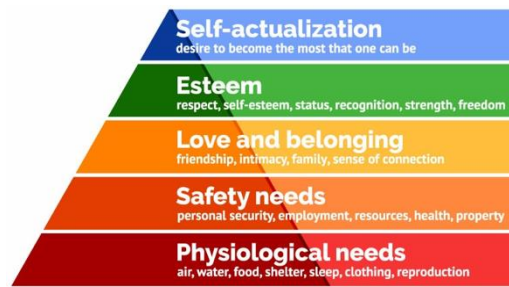 Self-actualization
desire to become the most that one can be
Esteem
respect, self-esteem, status, recognition, strength, freedom
Love and belonging
friendship, intimacy, family, sense of connection
Safety needs
personal security, employment, resources, health, property
Physiological needs
air, water, food, shelter, sleep, clothing, reproduction